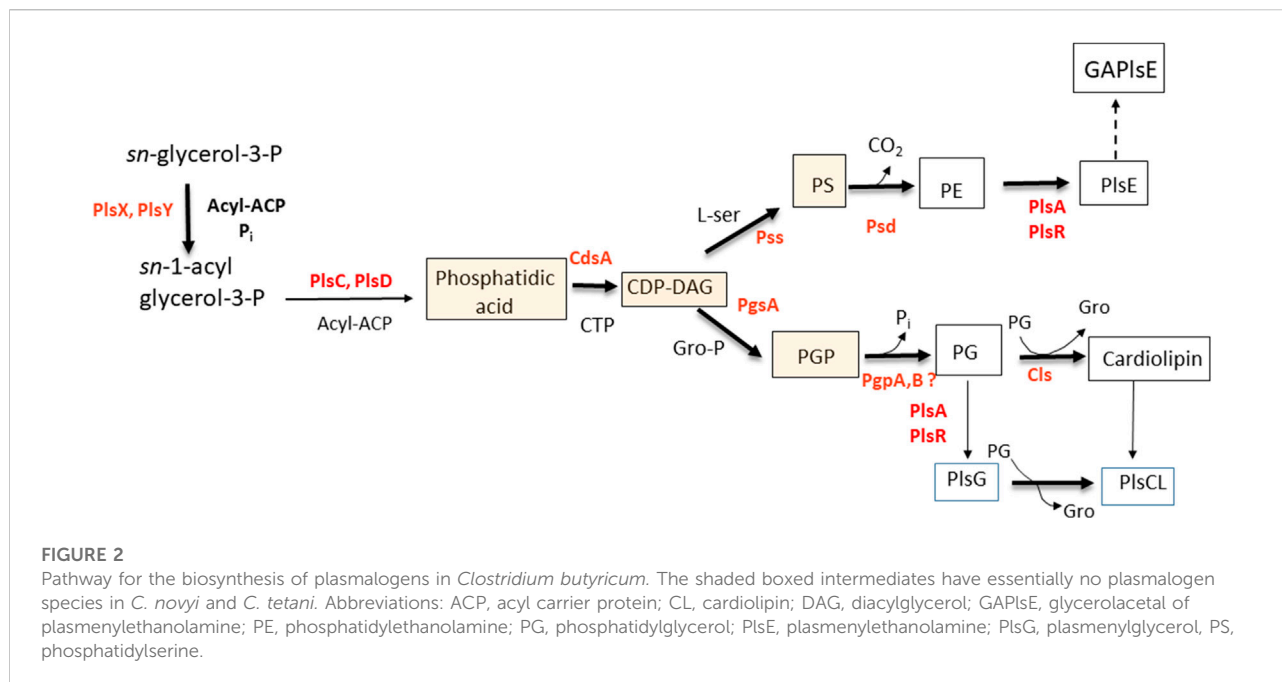 GAPlsE
sn-glycerol-3-P
CO2
PS
PE
PlsE
PlsX, PlsY
Acyl-ACP
Pi
L-ser
Pss
Psd
PlsA
PlsR
sn-1-acyl
glycerol-3-P
PlsC, PlsD
Acyl-ACP
Phosphatidic
acid
CdsA
CTP
CDP-DAG
PgsA
Gro-P
PGP
Pi
PgpA,B ?
PG
PG
Gro
Cls
Cardiolipin
PlsA
PlsR
PlsG
PG
Gro
PlsCL
FIGURE 2
Pathway for the biosynthesis of plasmalogens in Clostridium butyricum. The shaded boxed intermediates have essentially no plasmalogen
species in C. novyi and C. tetani. Abbreviations: ACP, acyl carrier protein; CL, cardiolipin; DAG, diacylglycerol; GAPlsE, glycerolacetal of
plasmenylethanolamine; PE, phosphatidylethanolamine; PG, phosphatidylglycerol; PlsE, plasmenylethanolamine; PlsG, plasmenylglycerol, PS,
phosphatidylserine.